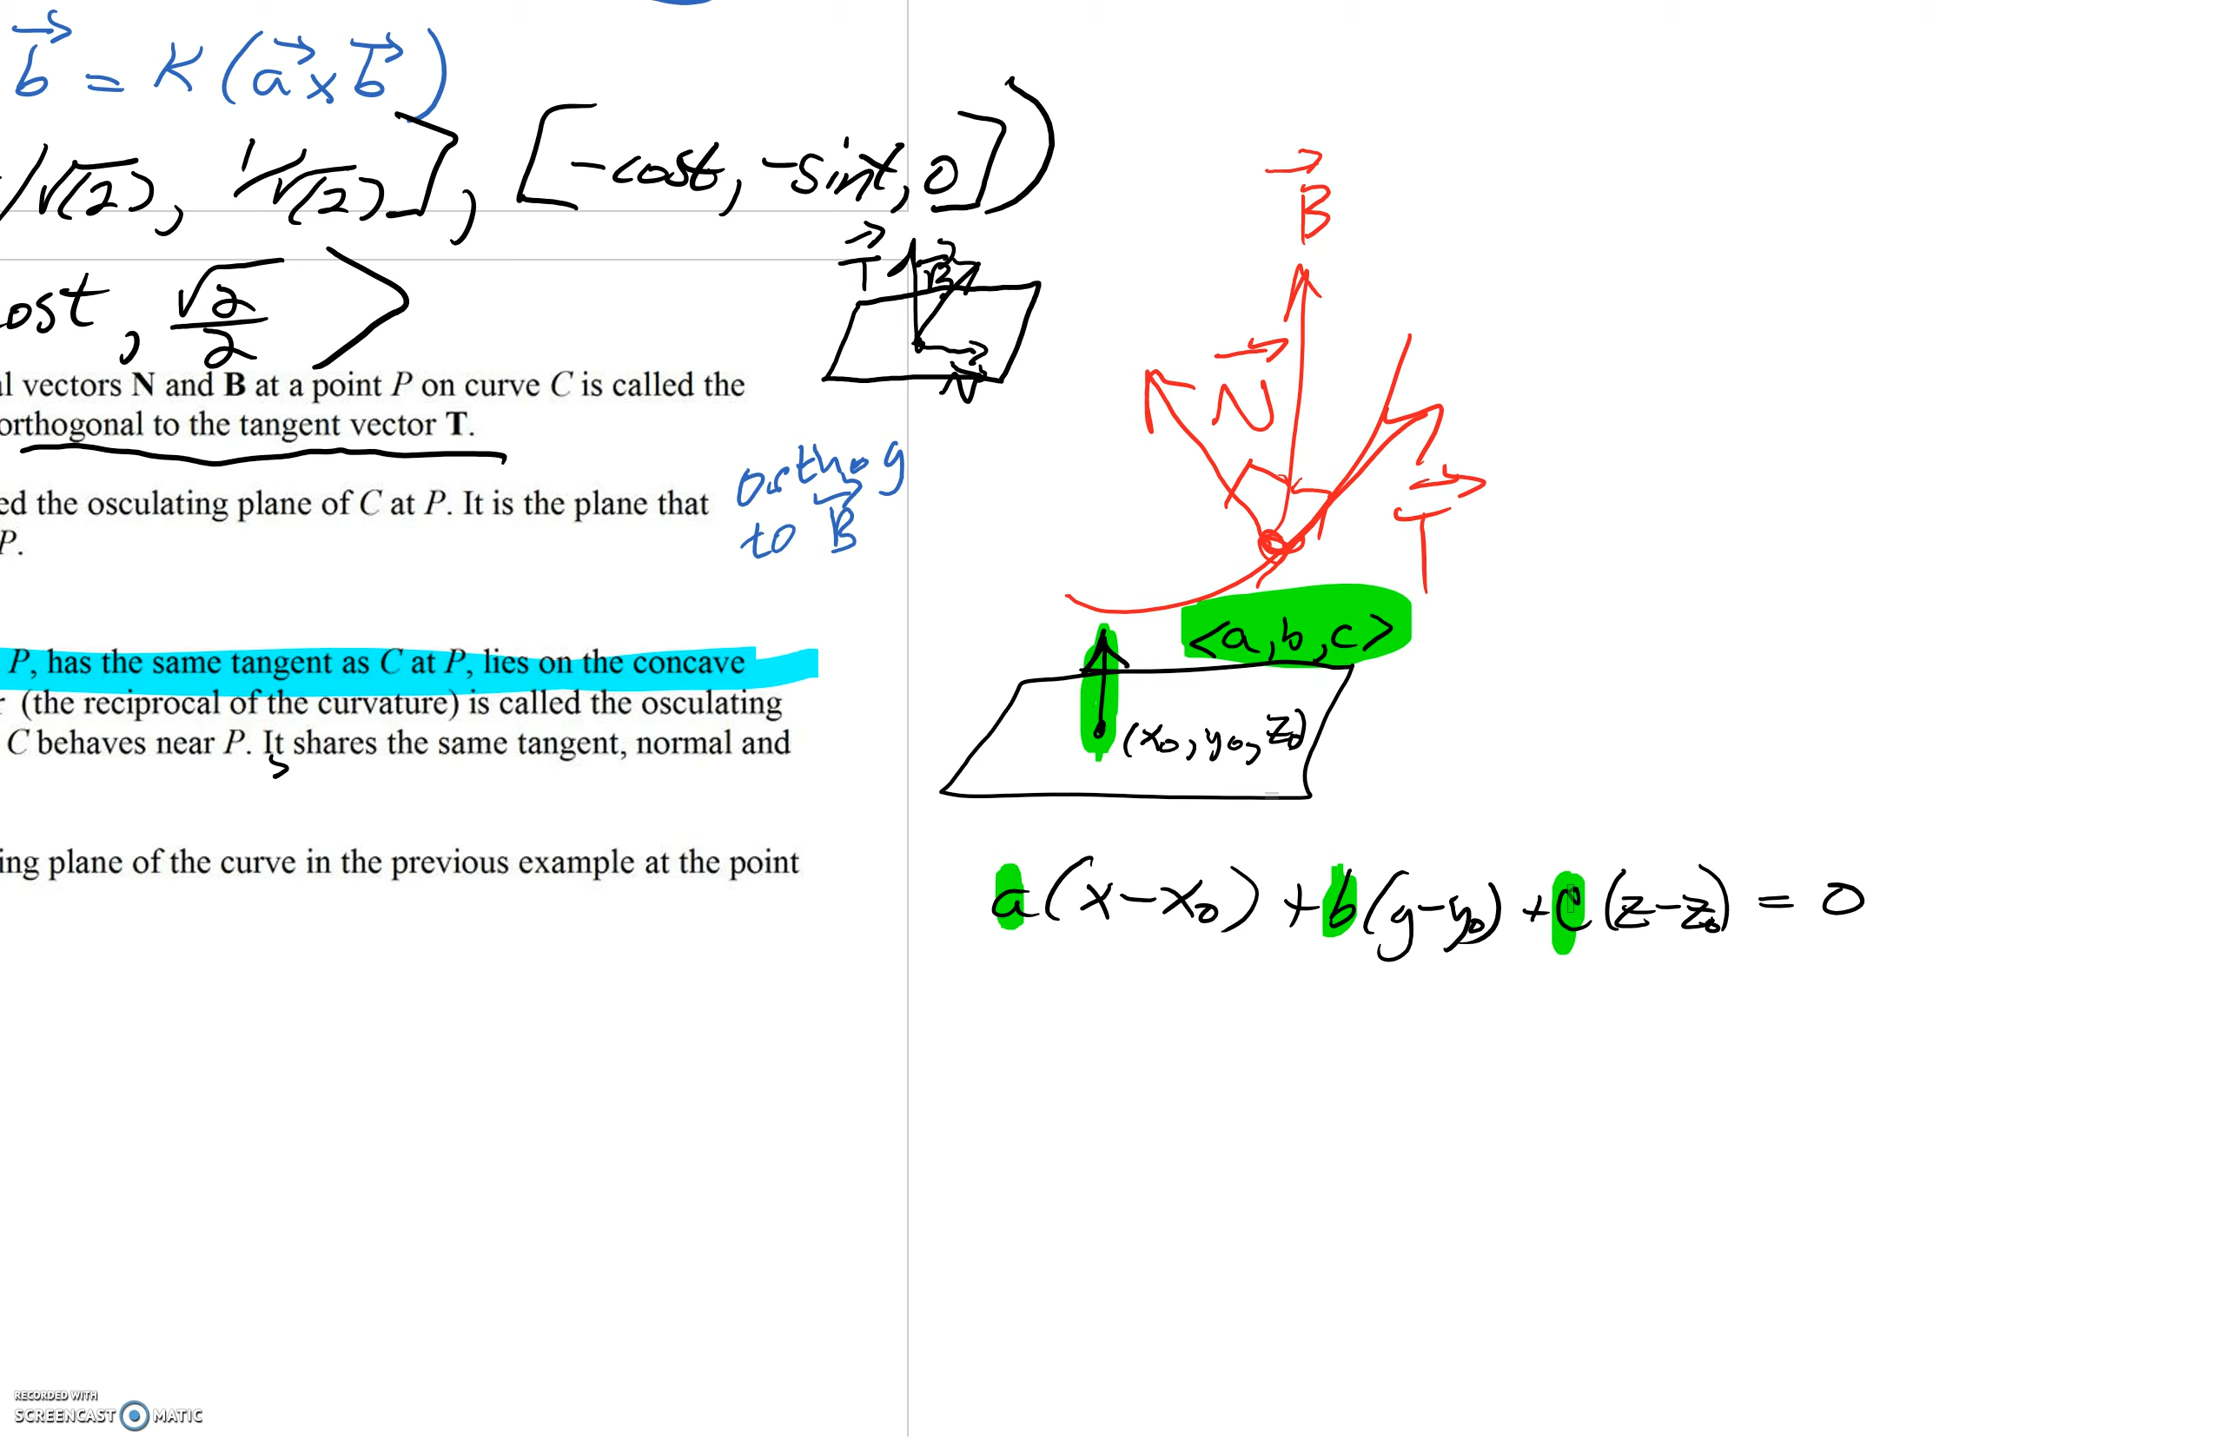 b = K(a × b)
/√(2), 1/√(2)], [-cost, -sint, 0])
ost, √2/2 >
T B
N
l vectors N and B at a point P on curve C is called the
orthogonal to the tangent vector T.
orthog
to B
ed the osculating plane of C at P. It is the plane that
P.
P, has the same tangent as C at P, lies on the concave
(the reciprocal of the curvature) is called the osculating
C behaves near P. It shares the same tangent, normal and
ing plane of the curve in the previous example at the point
B
N
T
<a, b, c>
(x₀, y₀, z₀)
a(x-x₀) + b(y-y₀) + c(z-z₀) = 0
RECORDED WITH
SCREENCAST MATIC